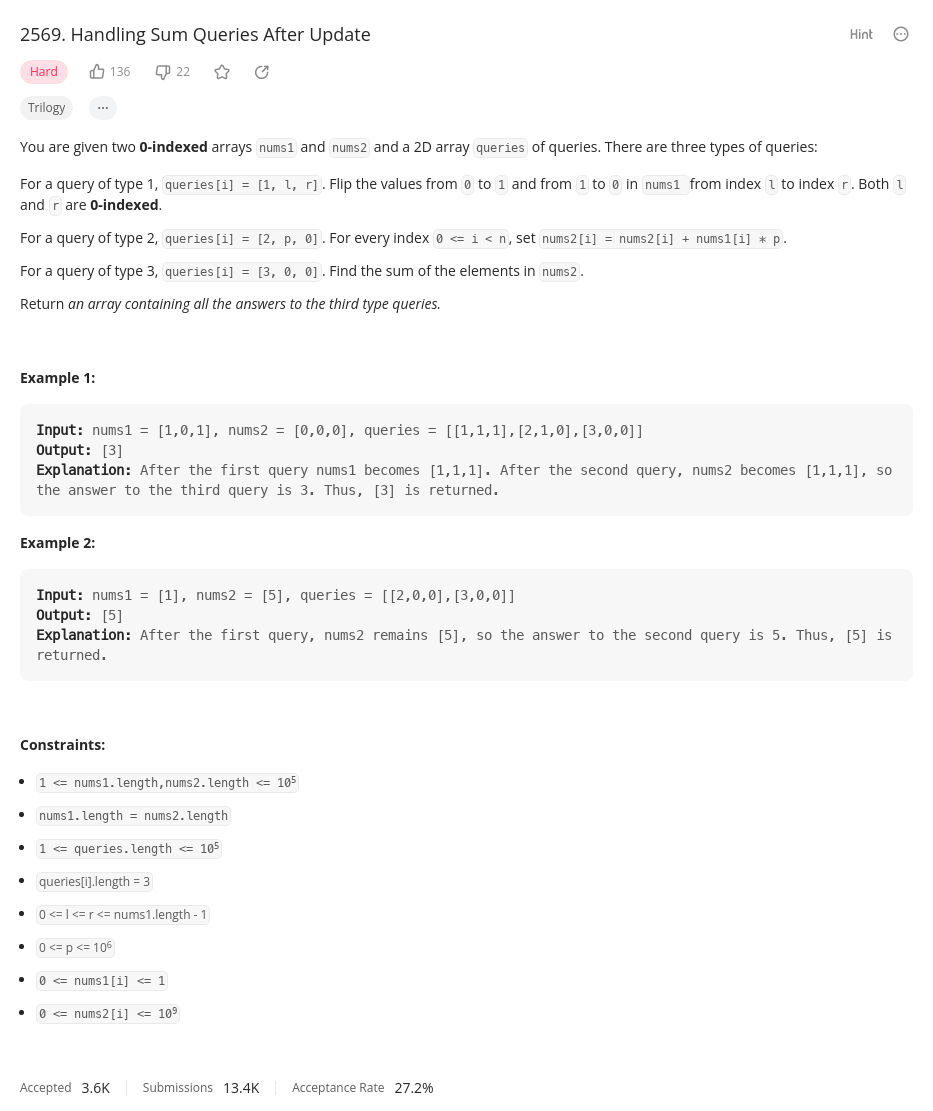 2569. Handling Sum Queries After Update
Hint
Hard 136 22
Trilogy ...
You are given two 0-indexed arrays nums1 and nums2 and a 2D array queries of queries. There are three types of queries:
For a query of type 1, queries[i] = [1, l, r]. Flip the values from 0 to 1 and from 1 to 0 in nums1 from index l to index r. Both l
and r are 0-indexed.
For a query of type 2, queries[i] = [2, p, 0]. For every index 0 <= i < n, set nums2[i] = nums2[i] + nums1[i] * p.
For a query of type 3, queries[i] = [3, 0, 0]. Find the sum of the elements in nums2.
Return an array containing all the answers to the third type queries.
Example 1:
Input: nums1 = [1,0,1], nums2 = [0,0,0], queries = [[1,1,1],[2,1,0],[3,0,0]]
Output: [3]
Explanation: After the first query nums1 becomes [1,1,1]. After the second query, nums2 becomes [1,1,1], so
the answer to the third query is 3. Thus, [3] is returned.
Example 2:
Input: nums1 = [1], nums2 = [5], queries = [[2,0,0],[3,0,0]]
Output: [5]
Explanation: After the first query, nums2 remains [5], so the answer to the second query is 5. Thus, [5] is
returned.
Constraints:
• 1 <= nums1.length,nums2.length <= 10⁵
• nums1.length = nums2.length
• 1 <= queries.length <= 10⁵
• queries[i].length = 3
• 0 <= l <= r <= nums1.length - 1
• 0 <= p <= 10⁶
• 0 <= nums1[i] <= 1
• 0 <= nums2[i] <= 10⁹
Accepted 3.6K Submissions 13.4K Acceptance Rate 27.2%